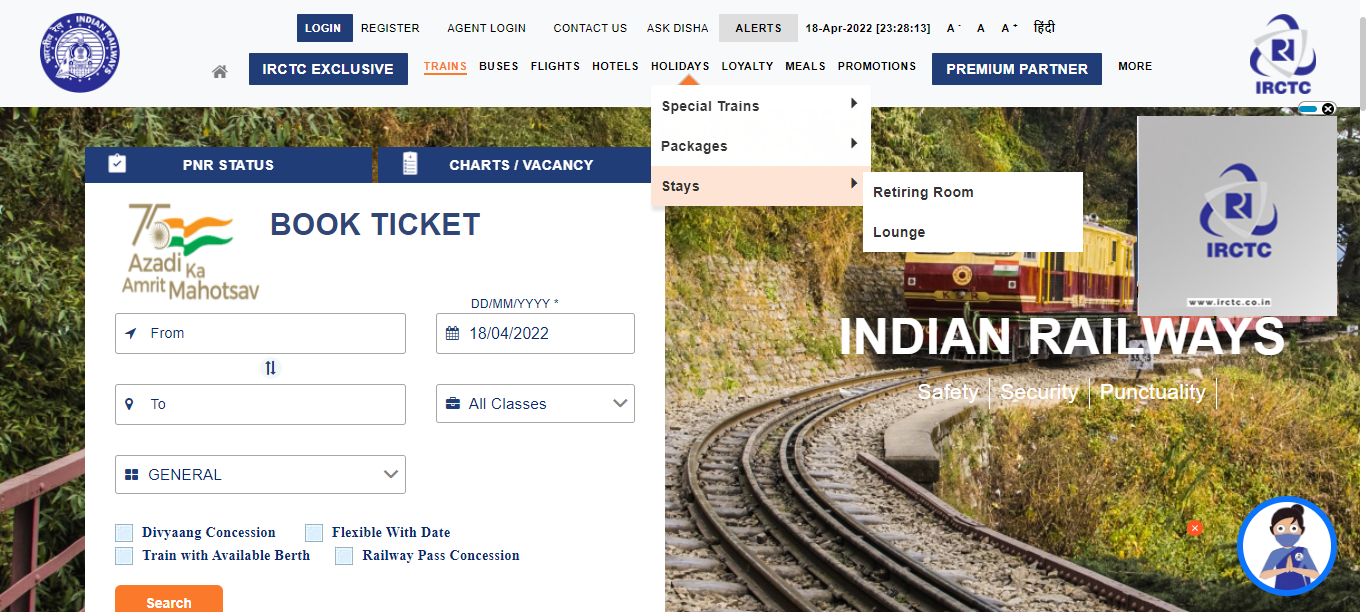 LOGIN REGISTER AGENT LOGIN CONTACT US ASK DISHA ALERTS 18-Apr-2022 [23:28:13] A- A A+ हिंदी
INDIAN RAILWAYS
भारतीय रेल
IRCTC EXCLUSIVE TRAINS BUSES FLIGHTS HOTELS HOLIDAYS LOYALTY MEALS PROMOTIONS PREMIUM PARTNER MORE
IRCTC
Special Trains
Packages
Stays
Retiring Room
Lounge
PNR STATUS
CHARTS / VACANCY
75
Azadi Ka
Amrit Mahotsav
BOOK TICKET
DD/MM/YYYY *
From
18/04/2022
To
All Classes
GENERAL
Divyaang Concession
Flexible With Date
Train with Available Berth
Railway Pass Concession
Search
IRCTC
www.irctc.co.in
INDIAN RAILWAYS
Safety Security Punctuality